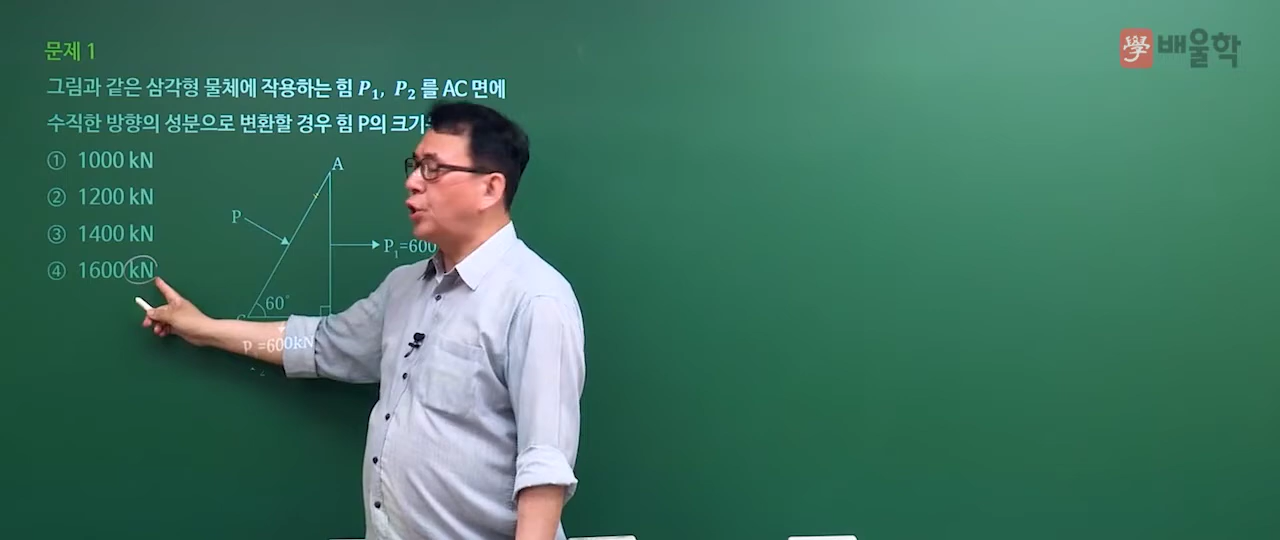 문제 1
學 배울학
그림과 같은 삼각형 물체에 작용하는 힘 P₁, P₂ 를 AC 면에
수직한 방향의 성분으로 변환할 경우 힘 P의 크기
① 1000 kN
② 1200 kN
③ 1400 kN
④ 1600 kN
A
P
P₁=600
60°
=600kN